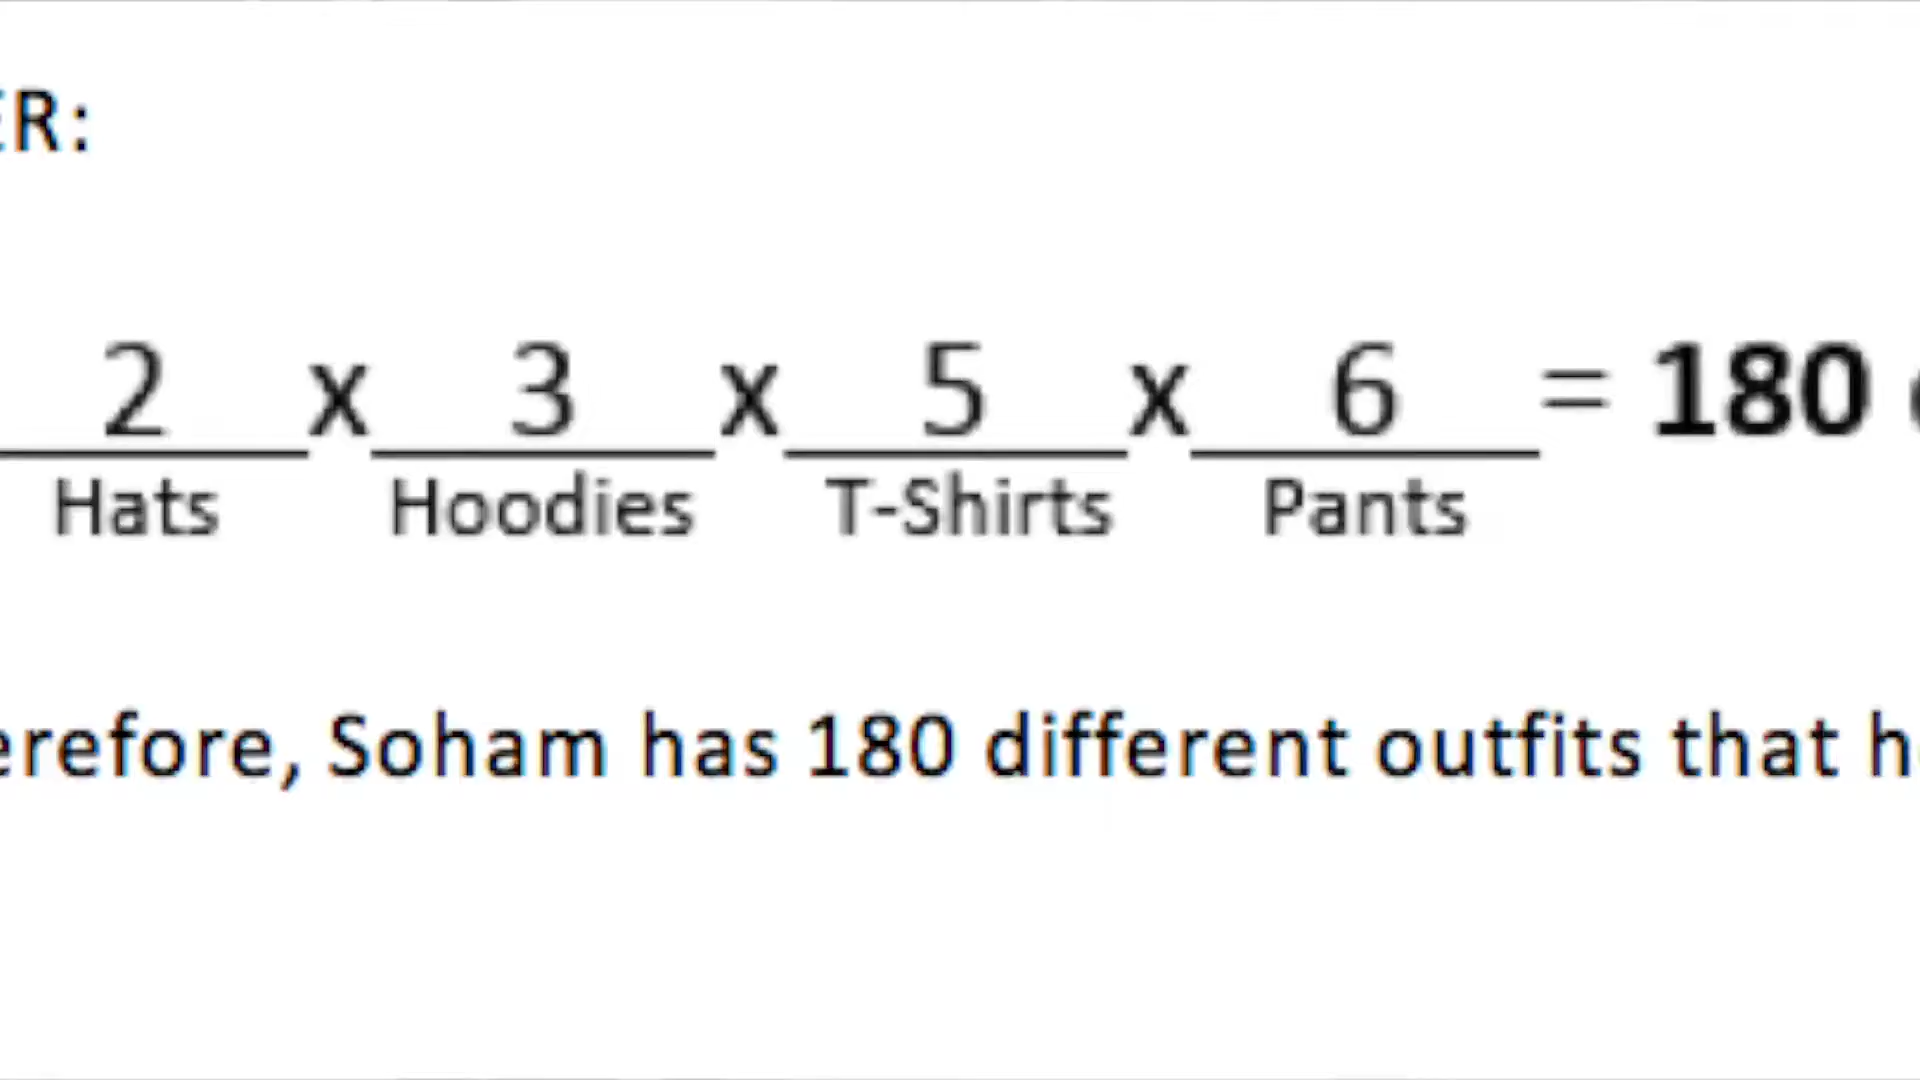 ER:
2 x 3 x 5 x 6 = 180
Hats Hoodies T-Shirts Pants
erefore, Soham has 180 different outfits that h